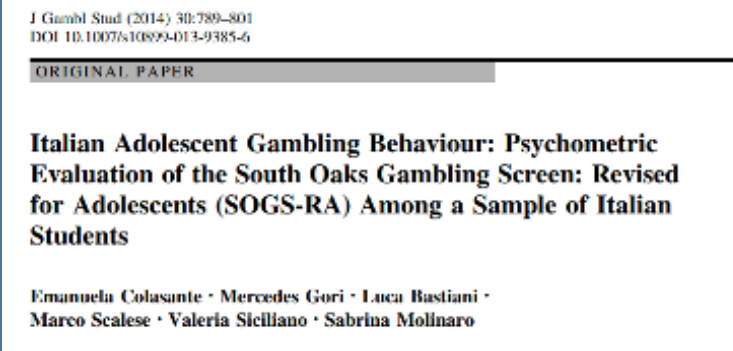 J Gambl Stud (2014) 30:789–801
DOI 10.1007/s10899-013-9385-6
ORIGINAL PAPER
Italian Adolescent Gambling Behaviour: Psychometric
Evaluation of the South Oaks Gambling Screen: Revised
for Adolescents (SOGS-RA) Among a Sample of Italian
Students
Emanuela Colasante · Mercedes Gori · Luca Bastiani ·
Marco Scalese · Valeria Siciliano · Sabrina Molinaro